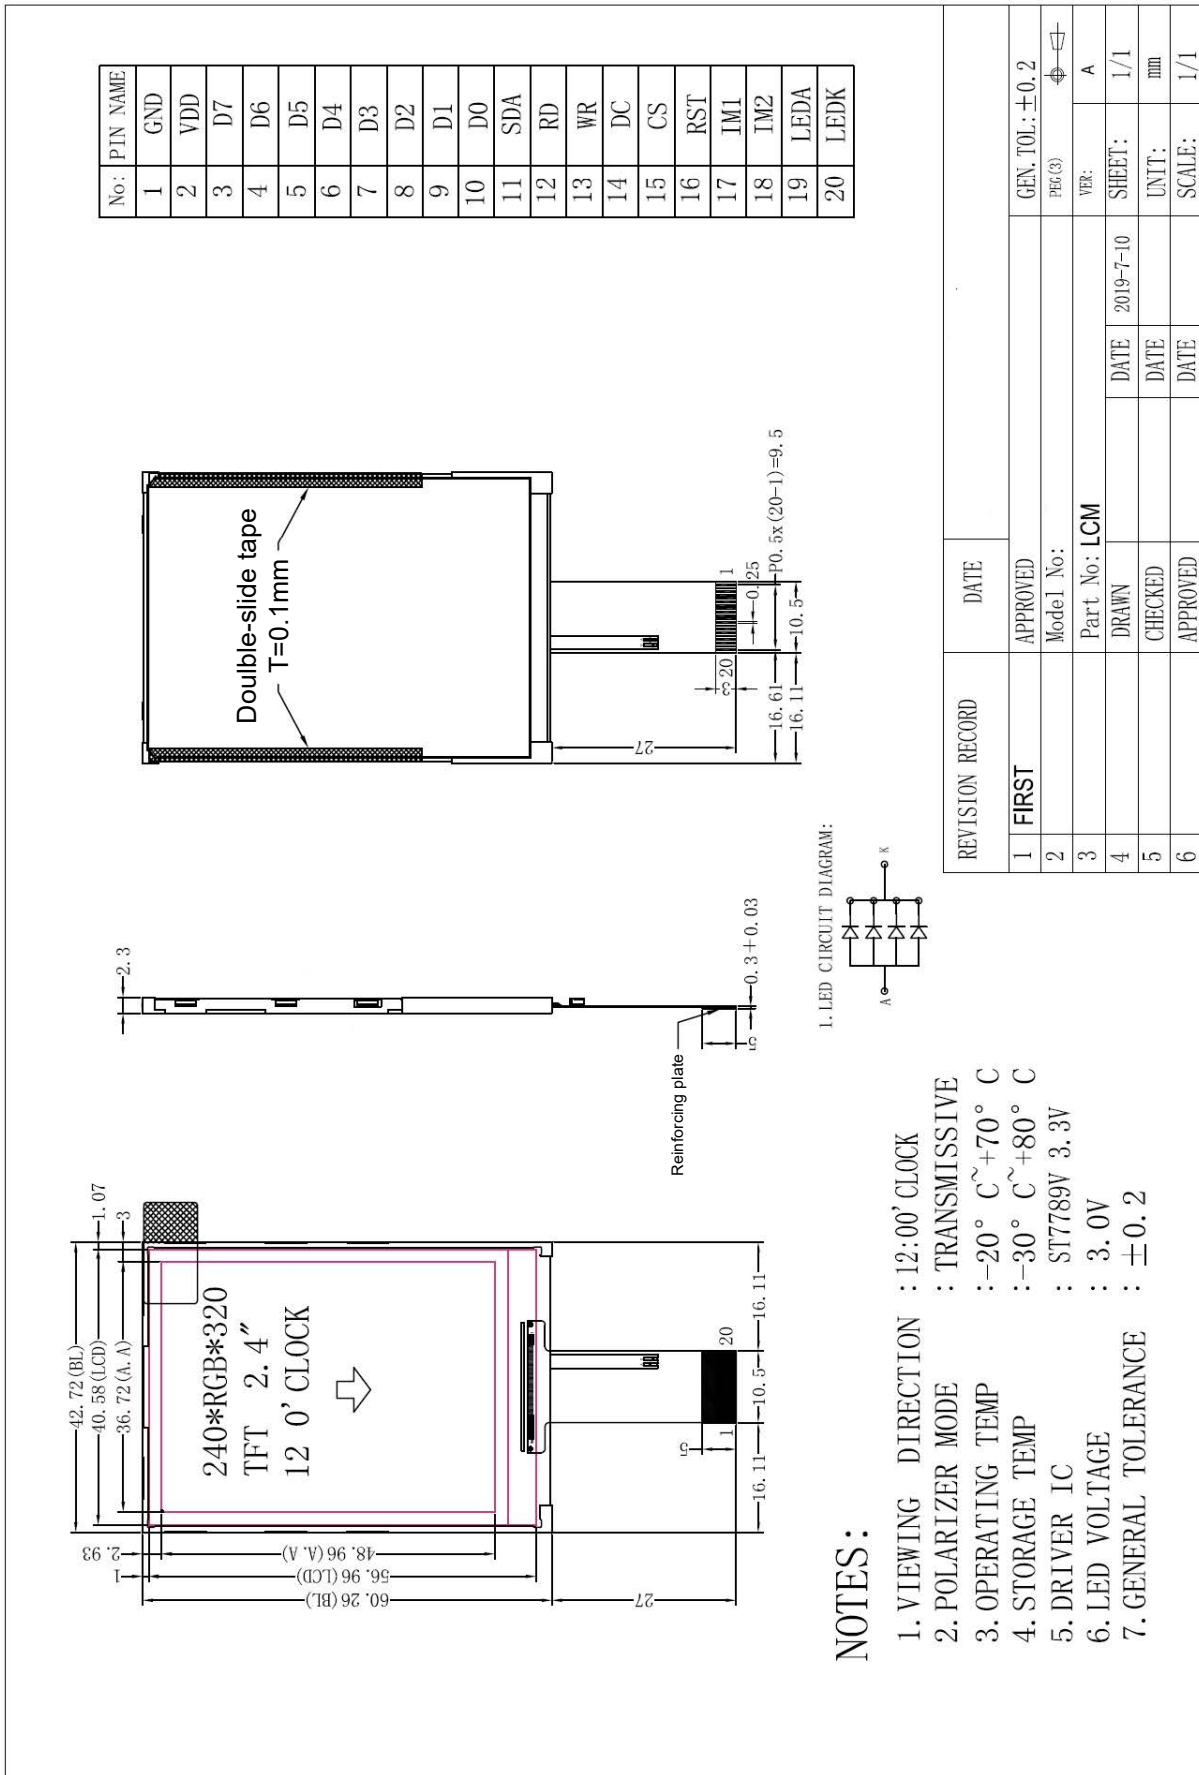 42.72(BL)
40.58(LCD)
36.72(A.A)
1.07
3
2.93
1
48.96(A.A)
56.96(LCD)
60.26(BL)
27
240*RGB*320
TFT 2.4"
12 O'CLOCK
5
1
20
16.11
10.5
16.11
2.3
Reinforcing plate
5
0.3+0.03
Doulble-slide tape
T=0.1mm
27
3
20
1
0.25
16.61
P0.5x(20-1)=9.5
16.11
10.5
No: PIN NAME
1 GND
2 VDD
3 D7
4 D6
5 D5
6 D4
7 D3
8 D2
9 D1
10 D0
11 SDA
12 RD
13 WR
14 DC
15 CS
16 RST
17 IM1
18 IM2
19 LEDA
20 LEDK
NOTES:
1. VIEWING DIRECTION :12:00'CLOCK
2. POLARIZER MODE : TRANSMISSIVE
3. OPERATING TEMP :-20° C~+70° C
4. STORAGE TEMP :-30° C~+80° C
5. DRIVER IC : ST7789V 3.3V
6. LED VOLTAGE : 3.0V
7. GENERAL TOLERANCE : ±0.2
1. LED CIRCUIT DIAGRAM:
A
K
REVISION RECORD DATE
1 FIRST APPROVED GEN.TOL:±0.2
2 Model No: PEG(3)
3 Part No: LCM VER: A
4 DRAWN DATE 2019-7-10 SHEET: 1/1
5 CHECKED DATE UNIT: mm
6 APPROVED DATE SCALE: 1/1